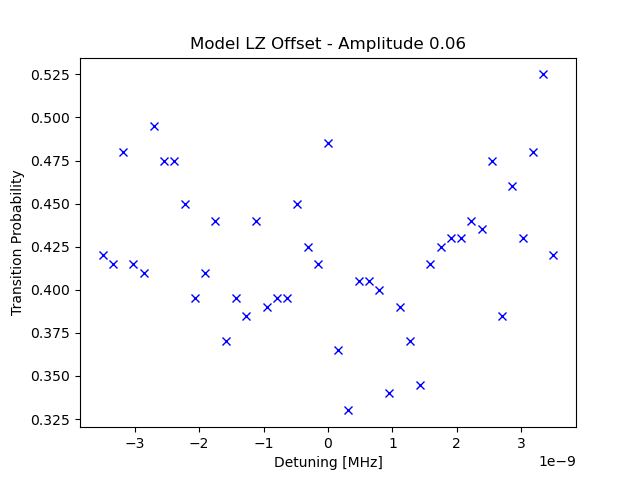 Model LZ Offset - Amplitude 0.06
0.525
0.500
0.475
0.450
0.425
0.400
0.375
0.350
0.325
Transition Probability
−3 −2 −1 0 1 2 3
1e−9
Detuning [MHz]